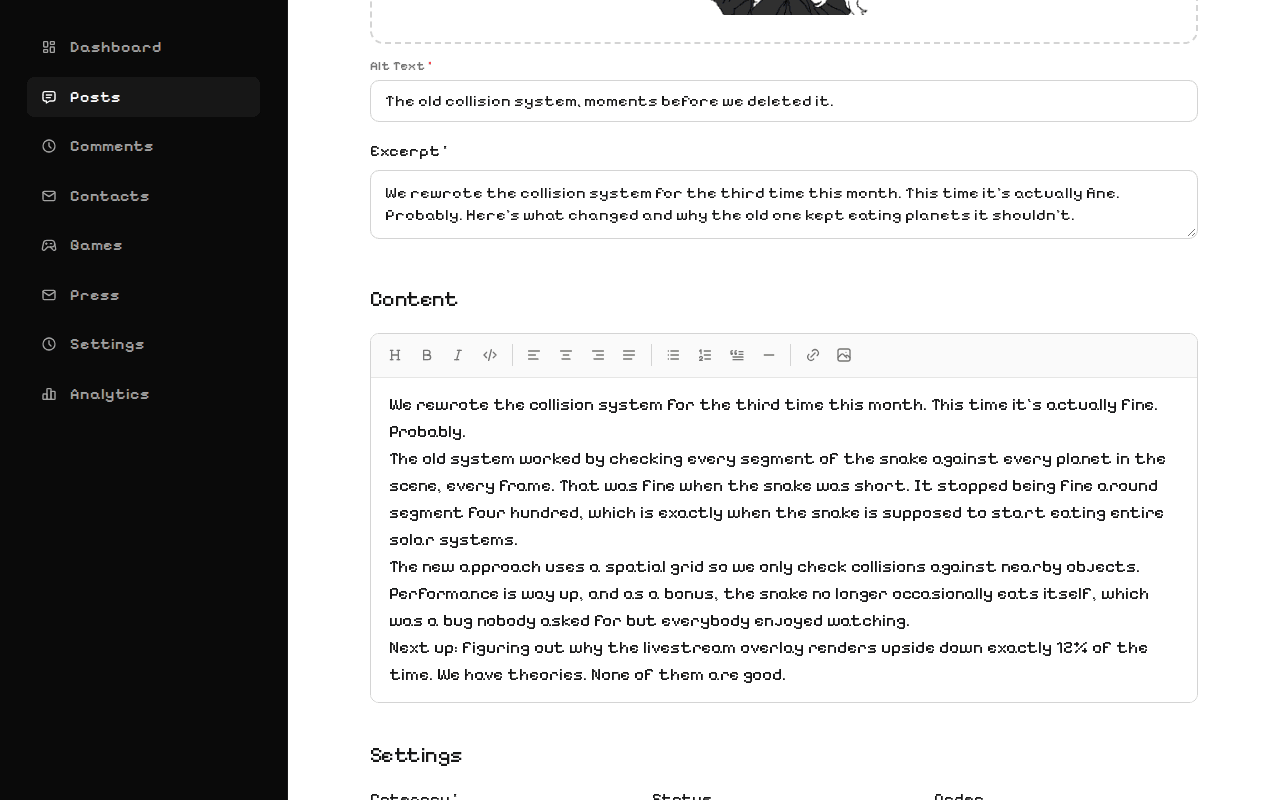 Dashboard
Posts
Comments
Contacts
Games
Press
Settings
Analytics
Alt Text *
The old collision system, moments before we deleted it.
Excerpt *
We rewrote the collision system for the third time this month. This time it's actually fine.
Probably. Here's what changed and why the old one kept eating planets it shouldn't.
Content
H B I </>
We rewrote the collision system for the third time this month. This time it's actually fine.
Probably.
The old system worked by checking every segment of the snake against every planet in the
scene, every frame. That was fine when the snake was short. It stopped being fine around
segment four hundred, which is exactly when the snake is supposed to start eating entire
solar systems.
The new approach uses a spatial grid so we only check collisions against nearby objects.
Performance is way up, and as a bonus, the snake no longer occasionally eats itself, which
was a bug nobody asked for but everybody enjoyed watching.
Next up: figuring out why the livestream overlay renders upside down exactly 12% of the
time. We have theories. None of them are good.
Settings
Category * Status Order